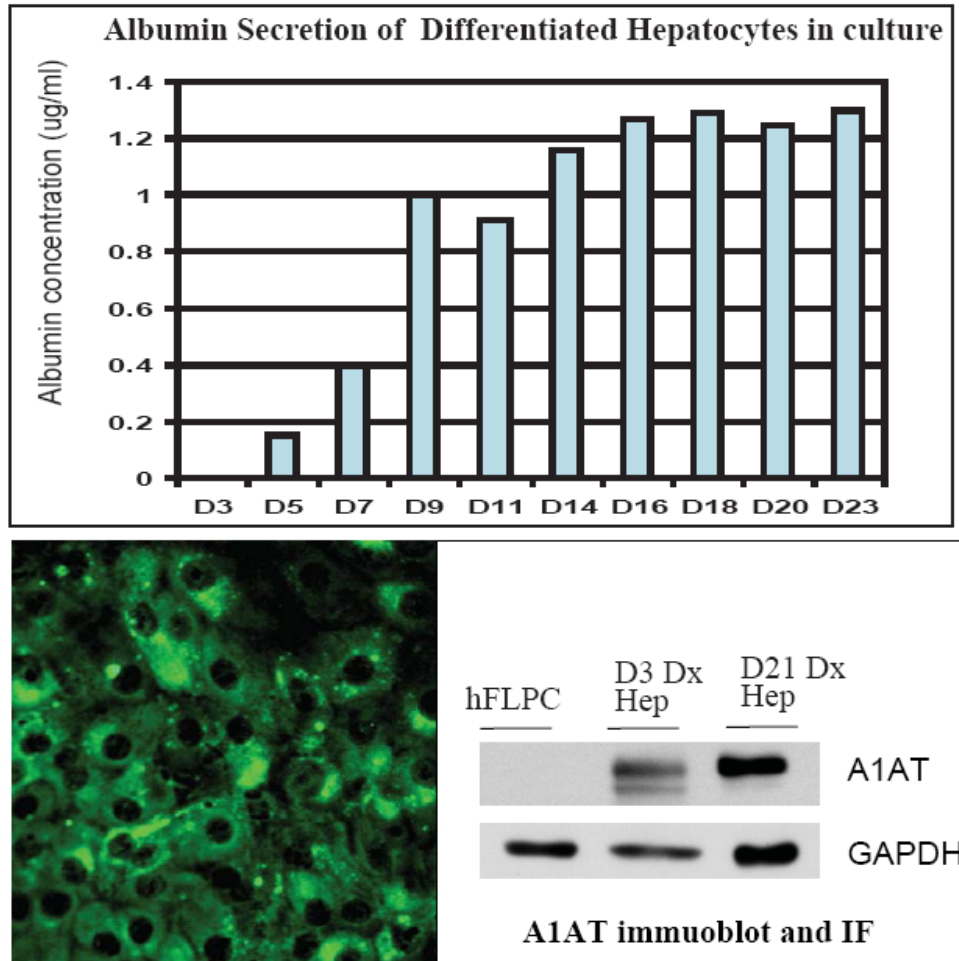 Albumin Secretion of Differentiated Hepatocytes in culture
Albumin concentration (ug/ml)
1.4
1.2
1
0.8
0.6
0.4
0.2
0
D3 D5 D7 D9 D11 D14 D16 D18 D20 D23
hFLPC
D3 Dx
Hep
D21 Dx
Hep
A1AT
GAPDH
A1AT immuoblot and IF